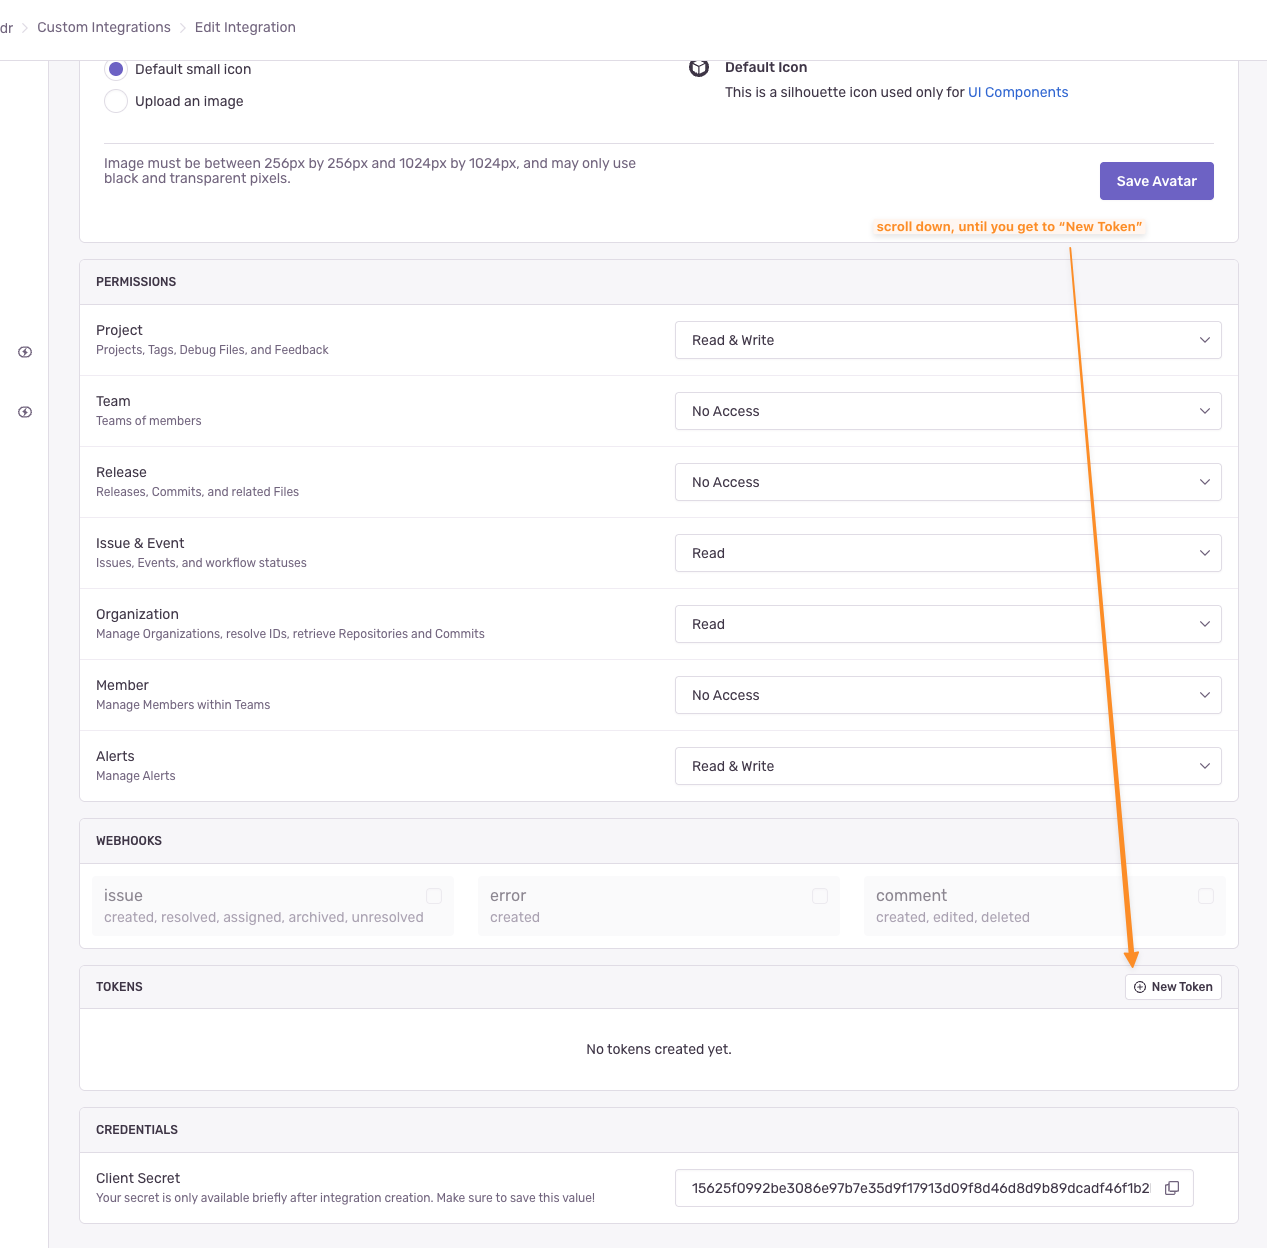 dr > Custom Integrations > Edit Integration
Default small icon
Upload an image
Default Icon
This is a silhouette icon used only for UI Components
Image must be between 256px by 256px and 1024px by 1024px, and may only use
black and transparent pixels.
Save Avatar
scroll down, until you get to “New Token”
PERMISSIONS
Project
Projects, Tags, Debug Files, and Feedback
Read & Write
Team
Teams of members
No Access
Release
Releases, Commits, and related Files
No Access
Issue & Event
Issues, Events, and workflow statuses
Read
Organization
Manage Organizations, resolve IDs, retrieve Repositories and Commits
Read
Member
Manage Members within Teams
No Access
Alerts
Manage Alerts
Read & Write
WEBHOOKS
issue
created, resolved, assigned, archived, unresolved
error
created
comment
created, edited, deleted
TOKENS
New Token
No tokens created yet.
CREDENTIALS
Client Secret
Your secret is only available briefly after integration creation. Make sure to save this value!
15625f0992be3086e97b7e35d9f17913d09f8d46d8d9b89dcadf46f1b2